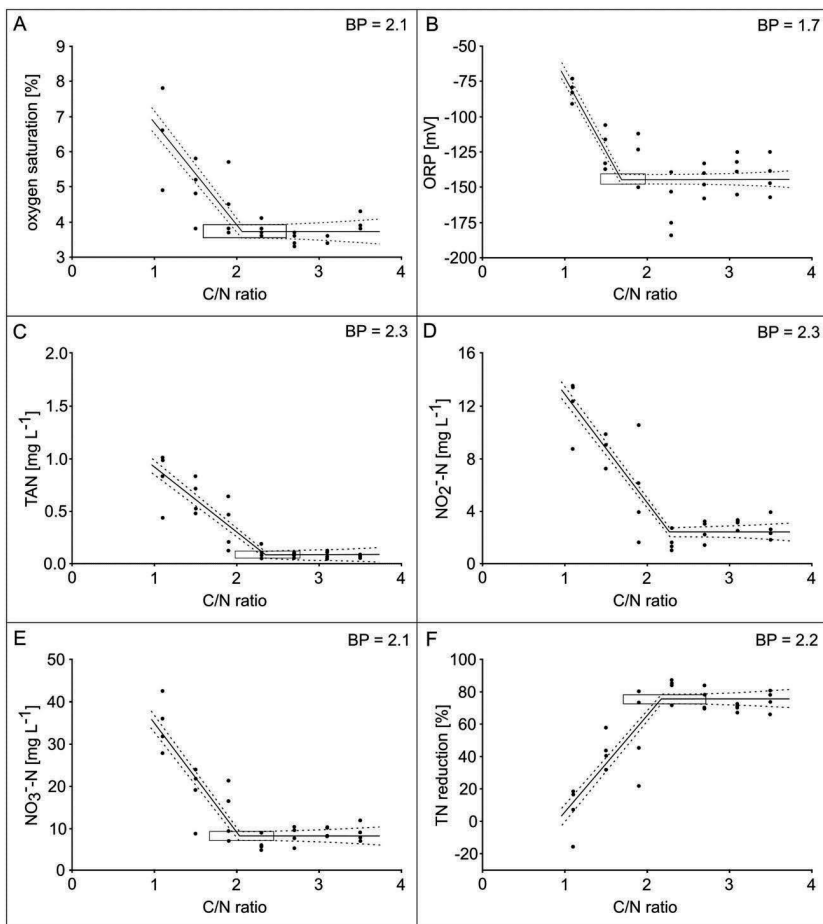 A
BP = 2.1
oxygen saturation [%]
9
8
7
6
5
4
3
0
1
2
3
4
C/N ratio
B
BP = 1.7
ORP [mV]
-50
-75
-100
-125
-150
-175
-200
0
1
2
3
4
C/N ratio
C
BP = 2.3
TAN [mg L⁻¹]
2.0
1.5
1.0
0.5
0.0
0
1
2
3
4
C/N ratio
D
BP = 2.3
NO₂⁻-N [mg L⁻¹]
16
12
8
4
0
0
1
2
3
4
C/N ratio
E
BP = 2.1
NO₃⁻-N [mg L⁻¹]
50
40
30
20
10
0
0
1
2
3
4
C/N ratio
F
BP = 2.2
TN reduction [%]
100
80
60
40
20
0
-20
0
1
2
3
4
C/N ratio